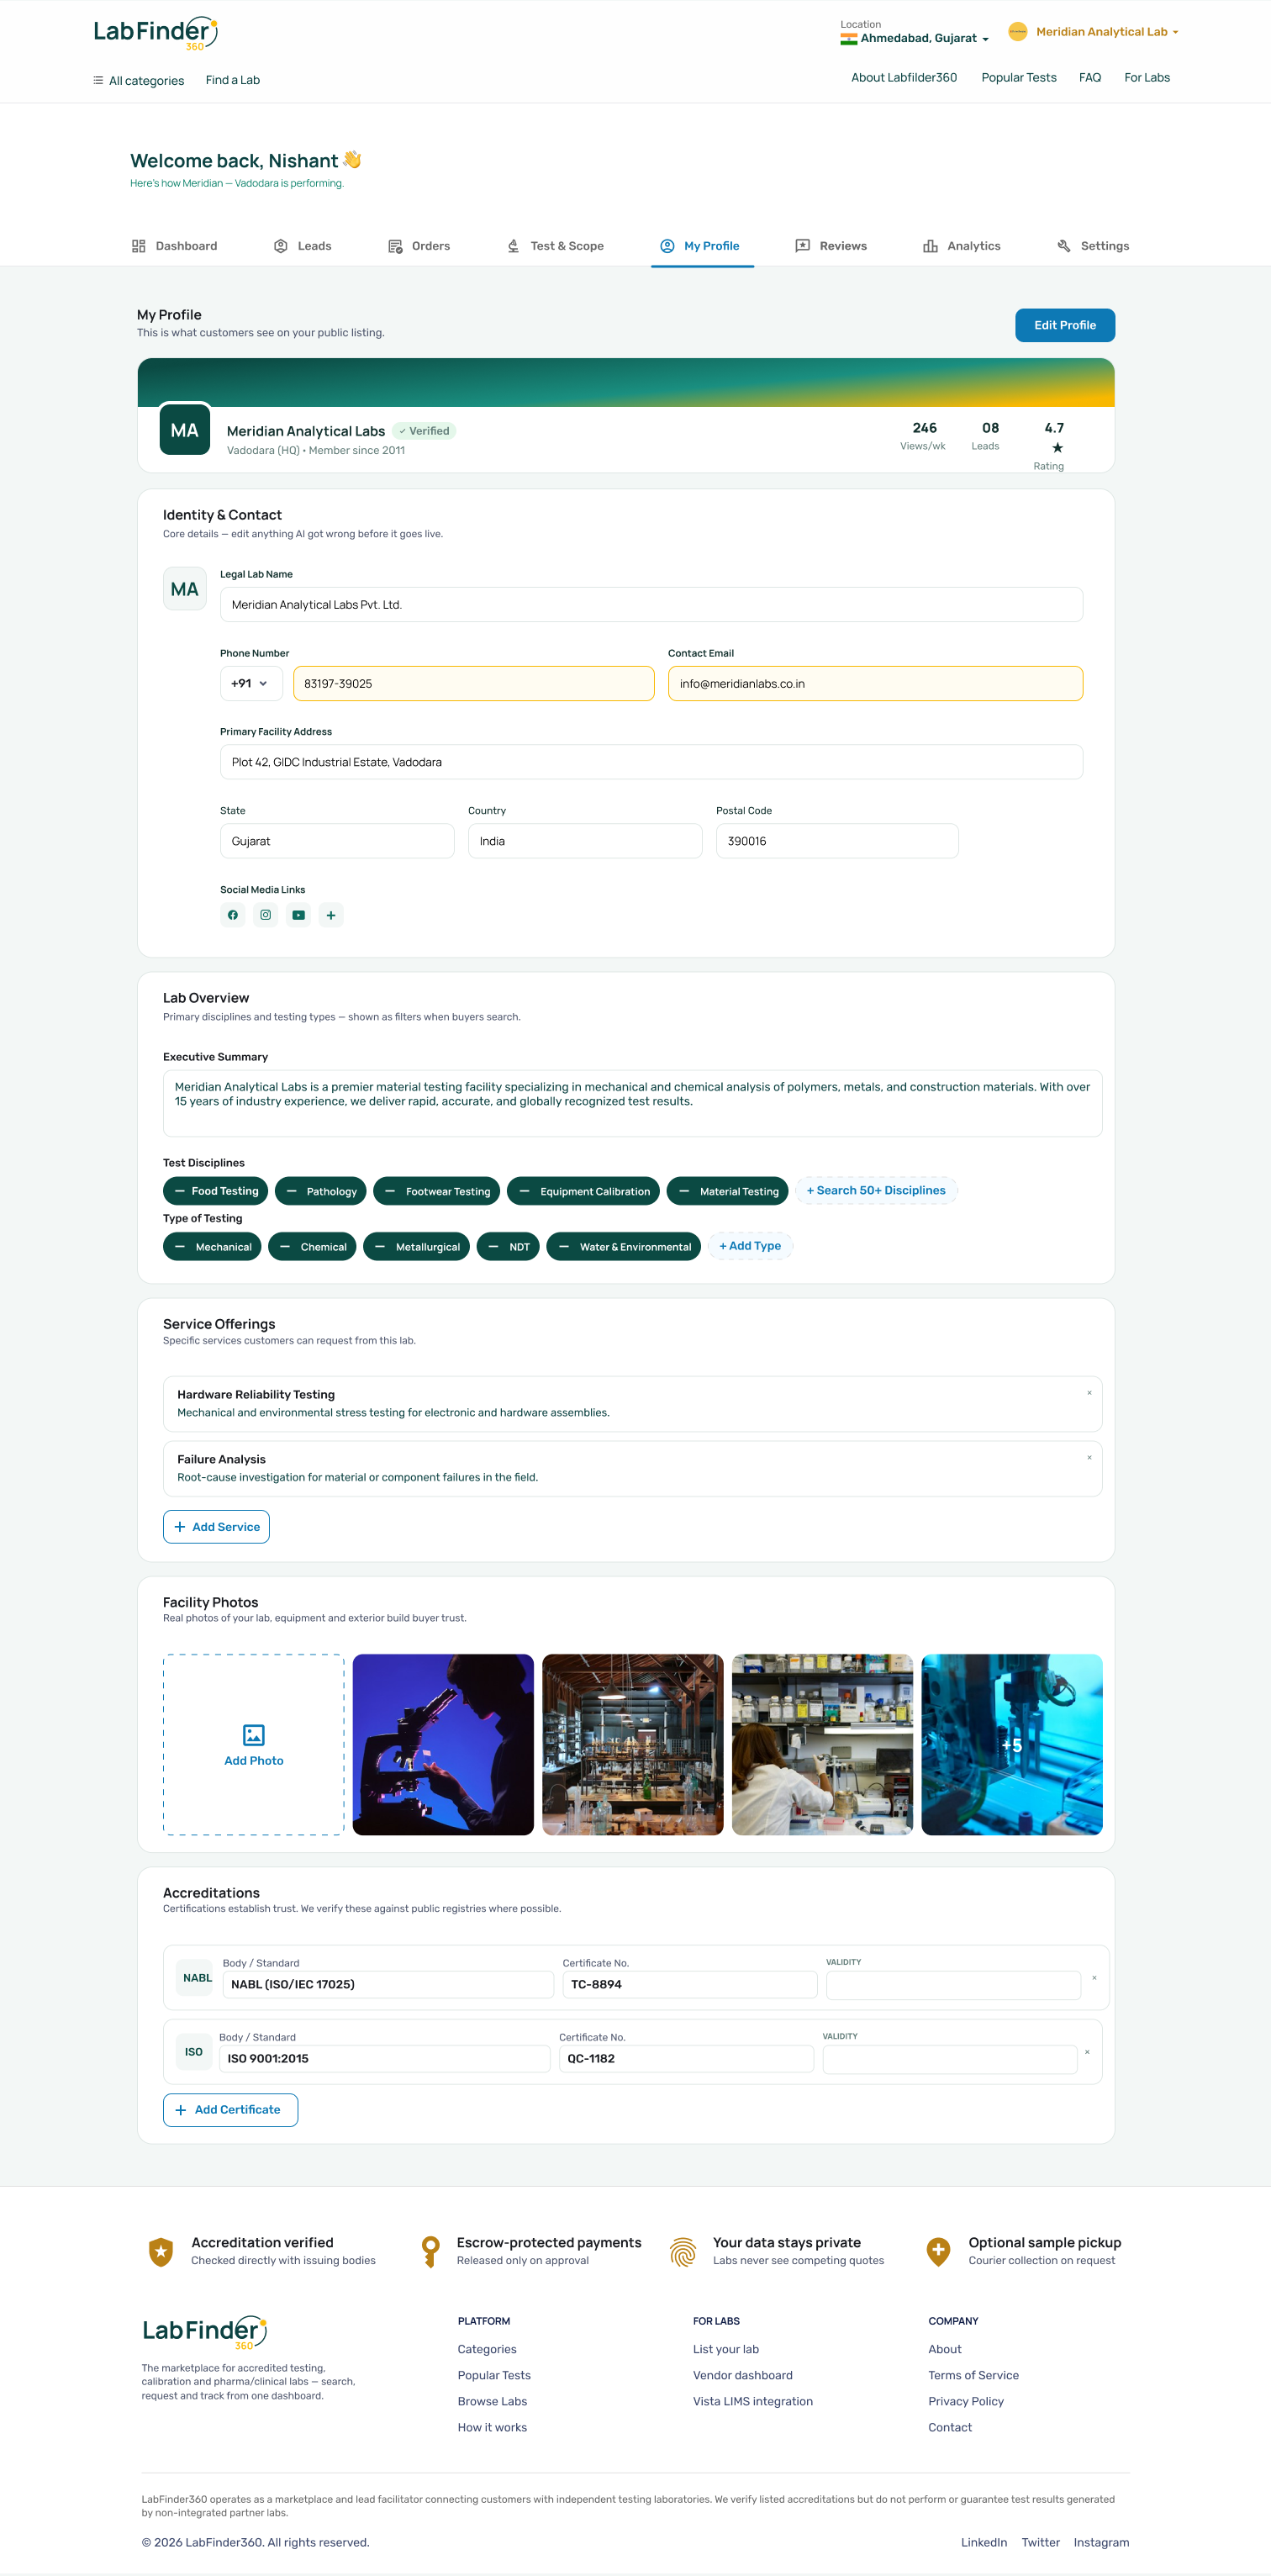 LabFinder
360
Location
Ahmedabad, Gujarat
Meridian Analytical Lab
All categories
Find a Lab
About Labfilder360
Popular Tests
FAQ
For Labs
Welcome back, Nishant 👋
Here's how Meridian — Vadodara is performing.
Dashboard
Leads
Orders
Test & Scope
My Profile
Reviews
Analytics
Settings
My Profile
This is what customers see on your public listing.
Edit Profile
MA
Meridian Analytical Labs
✓ Verified
Vadodara (HQ) • Member since 2011
246
Views/wk
08
Leads
4.7
★
Rating
Identity & Contact
Core details — edit anything AI got wrong before it goes live.
MA
Legal Lab Name
Meridian Analytical Labs Pvt. Ltd.
Phone Number
+91
83197-39025
Contact Email
info@meridianlabs.co.in
Primary Facility Address
Plot 42, GIDC Industrial Estate, Vadodara
State
Gujarat
Country
India
Postal Code
390016
Social Media Links
+
Lab Overview
Primary disciplines and testing types — shown as filters when buyers search.
Executive Summary
Meridian Analytical Labs is a premier material testing facility specializing in mechanical and chemical analysis of polymers, metals, and construction materials. With over
15 years of industry experience, we deliver rapid, accurate, and globally recognized test results.
Test Disciplines
— Food Testing
— Pathology
— Footwear Testing
— Equipment Calibration
— Material Testing
+ Search 50+ Disciplines
Type of Testing
— Mechanical
— Chemical
— Metallurgical
— NDT
— Water & Environmental
+ Add Type
Service Offerings
Specific services customers can request from this lab.
Hardware Reliability Testing
×
Mechanical and environmental stress testing for electronic and hardware assemblies.
Failure Analysis
×
Root-cause investigation for material or component failures in the field.
+ Add Service
Facility Photos
Real photos of your lab, equipment and exterior build buyer trust.
Add Photo
+5
Accreditations
Certifications establish trust. We verify these against public registries where possible.
NABL
Body / Standard
NABL (ISO/IEC 17025)
Certificate No.
TC-8894
VALIDITY
×
ISO
Body / Standard
ISO 9001:2015
Certificate No.
QC-1182
VALIDITY
×
+ Add Certificate
Accreditation verified
Checked directly with issuing bodies
Escrow-protected payments
Released only on approval
Your data stays private
Labs never see competing quotes
Optional sample pickup
Courier collection on request
LabFinder
360
The marketplace for accredited testing,
calibration and pharma/clinical labs — search,
request and track from one dashboard.
PLATFORM
Categories
Popular Tests
Browse Labs
How it works
FOR LABS
List your lab
Vendor dashboard
Vista LIMS integration
COMPANY
About
Terms of Service
Privacy Policy
Contact
LabFinder360 operates as a marketplace and lead facilitator connecting customers with independent testing laboratories. We verify listed accreditations but do not perform or guarantee test results generated
by non-integrated partner labs.
© 2026 LabFinder360. All rights reserved.
LinkedIn
Twitter
Instagram